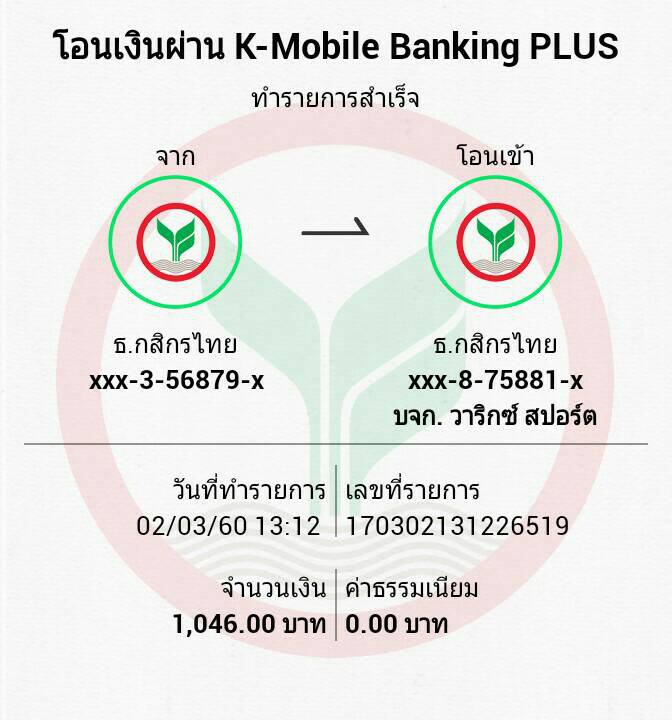 โอนเงินผ่าน K-Mobile Banking PLUS
ทำรายการสำเร็จ
จาก
โอนเข้า
ธ.กสิกรไทย
xxx-3-56879-x
ธ.กสิกรไทย
xxx-8-75881-x
บจก. วาริกซ์ สปอร์ต
วันที่ทำรายการ
02/03/60 13:12
เลขที่รายการ
170302131226519
จำนวนเงิน
1,046.00 บาท
ค่าธรรมเนียม
0.00 บาท